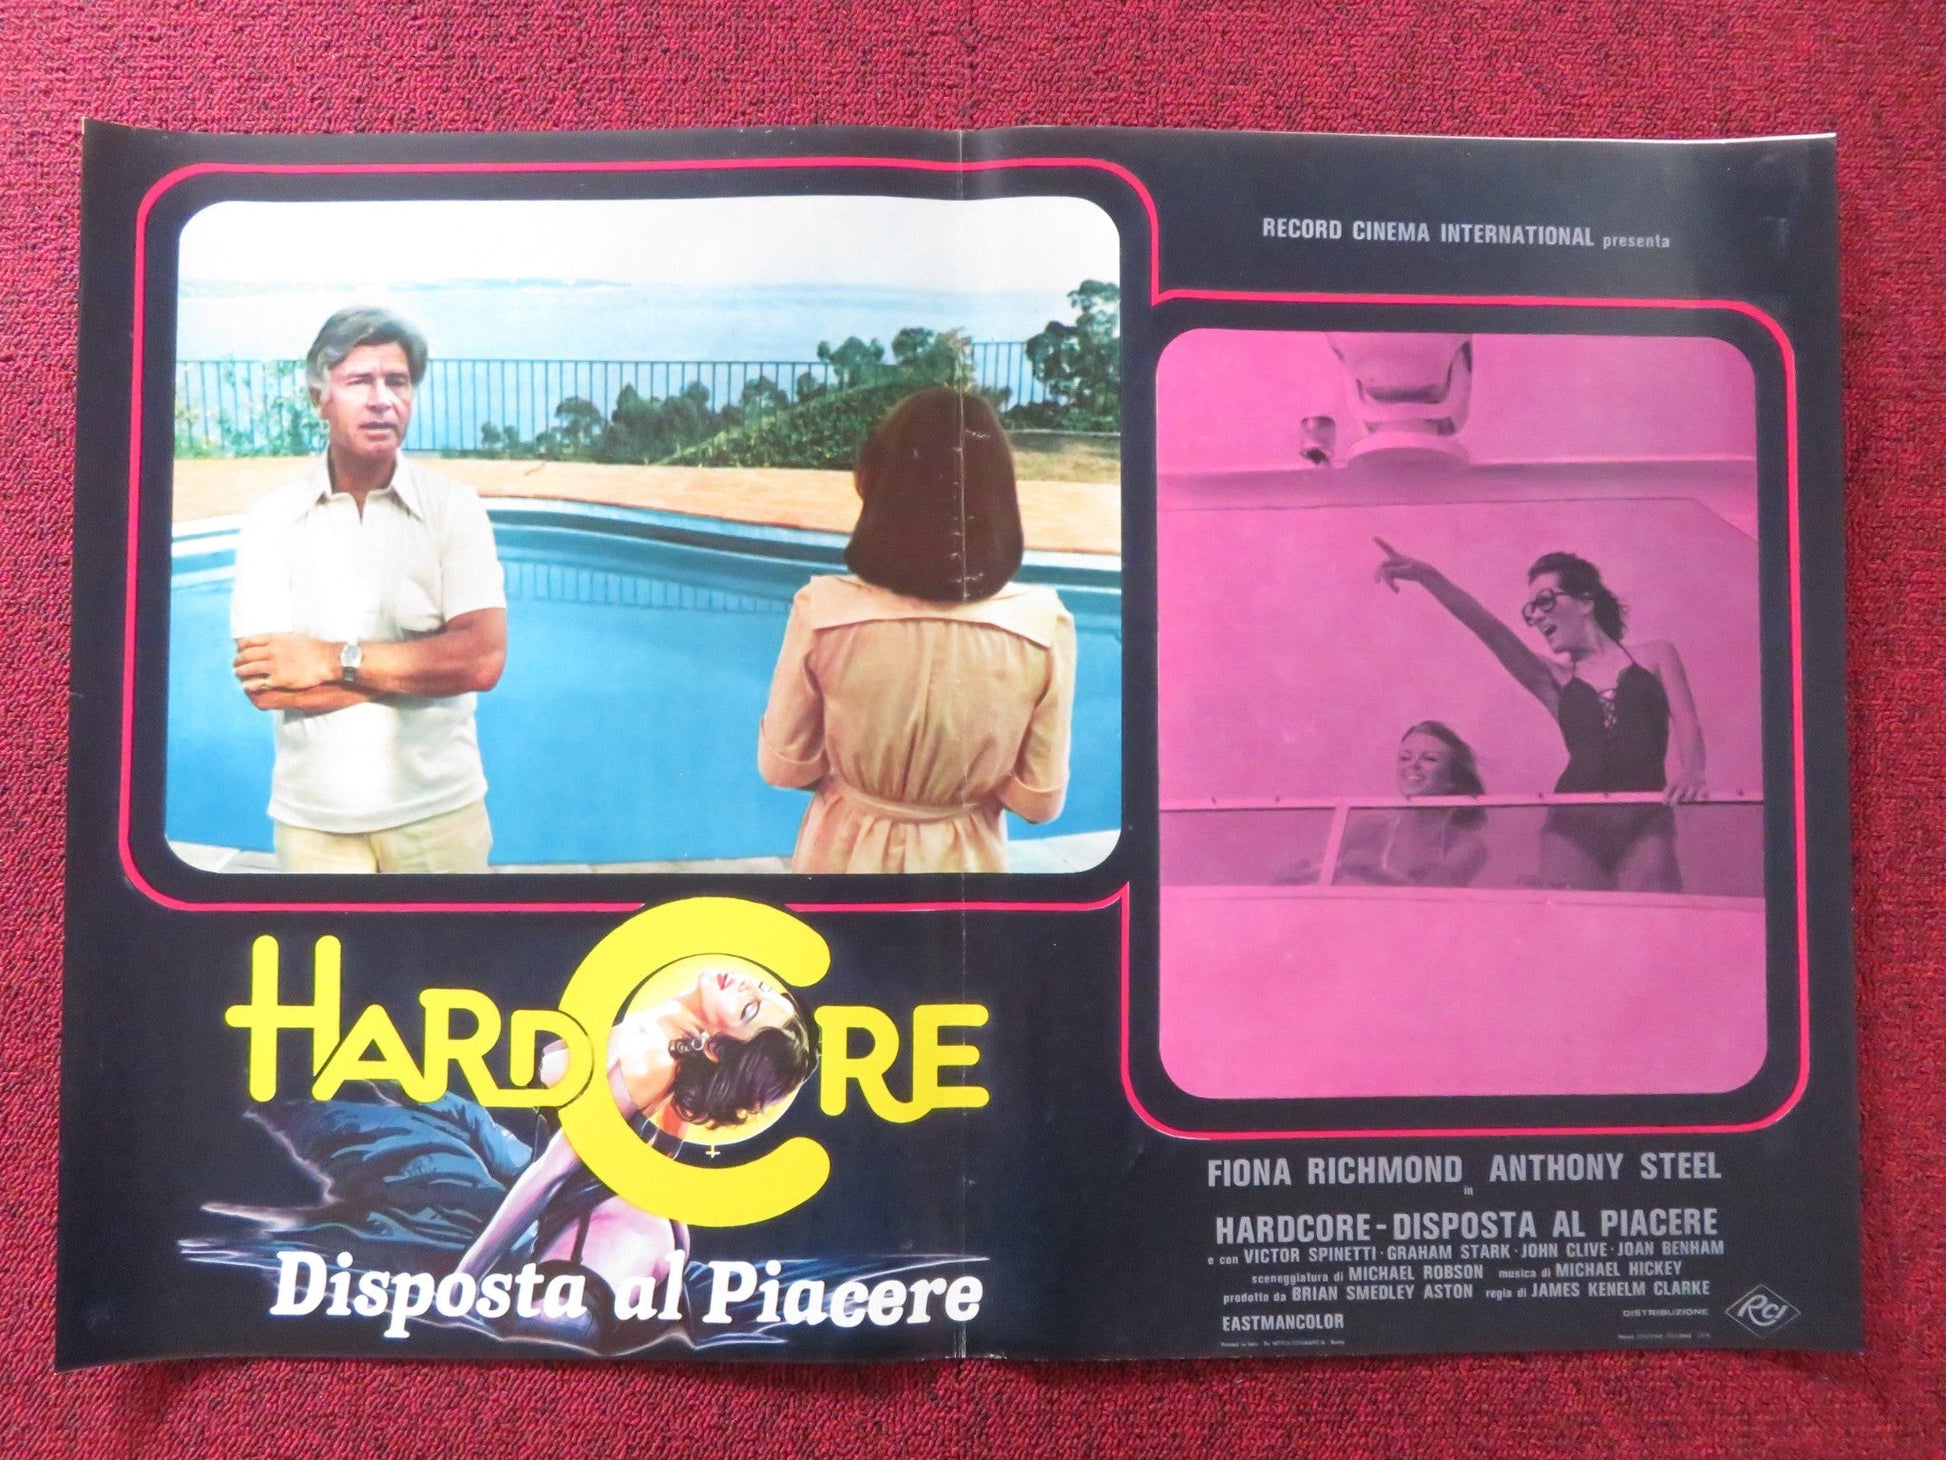 RECORD CINEMA INTERNATIONAL presenta
HARDCORE
Disposta al Piacere
FIONA RICHMOND in ANTHONY STEEL
HARDCORE - DISPOSTA AL PIACERE
e con VICTOR SPINETTI · GRAHAM STARK · JOHN CLIVE · JOAN BENHAM
sceneggiatura di MICHAEL ROBSON musica di MICHAEL HICKEY
prodotto da BRIAN SMEDLEY ASTON regia di JAMES KENELM CLARKE
EASTMANCOLOR
DISTRIBUZIONE
RCI